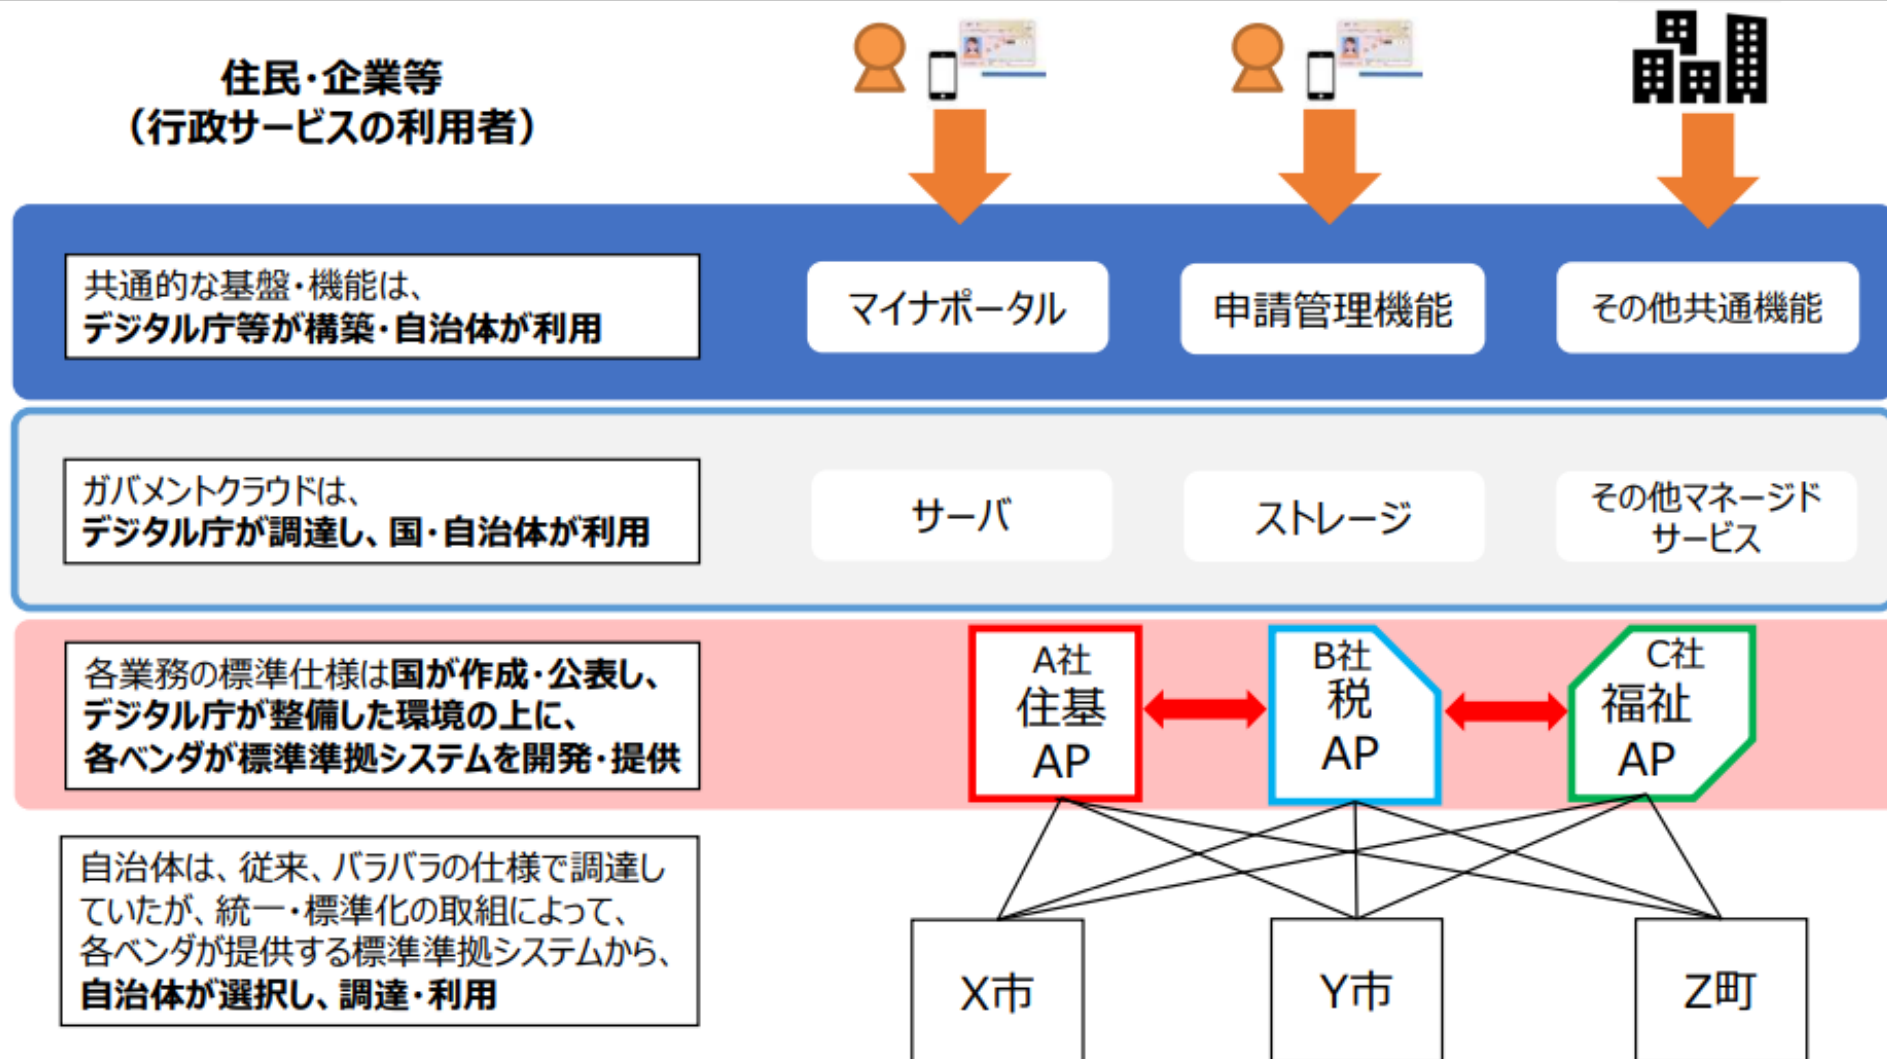 住民・企業等
（行政サービスの利用者）
共通的な基盤・機能は、
デジタル庁等が構築・自治体が利用
マイナポータル
申請管理機能
その他共通機能
ガバメントクラウドは、
デジタル庁が調達し、国・自治体が利用
サーバ
ストレージ
その他マネージド
サービス
各業務の標準仕様は国が作成・公表し、
デジタル庁が整備した環境の上に、
各ベンダが標準準拠システムを開発・提供
A社
住基
AP
B社
税
AP
C社
福祉
AP
自治体は、従来、バラバラの仕様で調達し
ていたが、統一・標準化の取組によって、
各ベンダが提供する標準準拠システムから、
自治体が選択し、調達・利用
X市
Y市
Z町